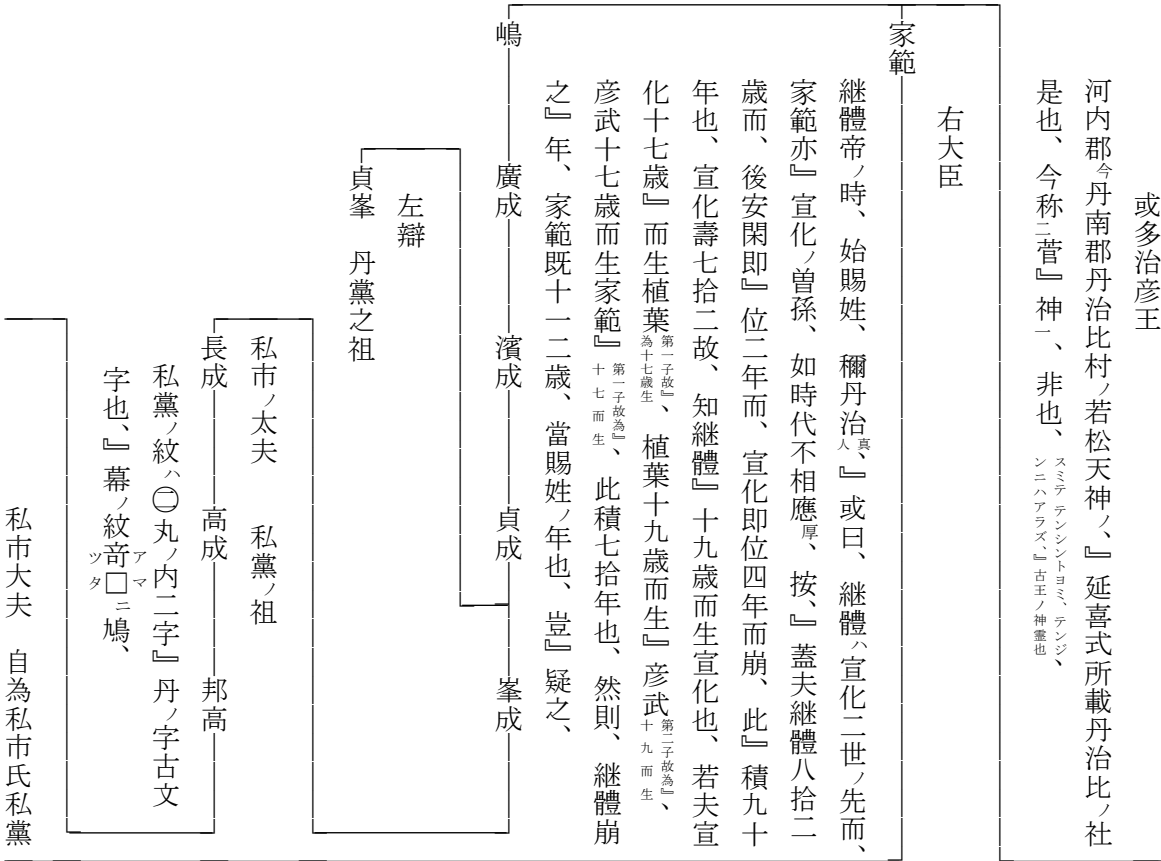 或多治彦王
河内郡今丹南郡丹治比村ノ若松天神ノ、』延喜式所載丹治比ノ社
是也、今称二菅』神一、非也、スミテ テンシントヨミ、テンジンニハアラズ、』古王ノ神霊也、
右大臣
家範
継體帝ノ時、始賜姓、稱丹治真人、』或曰、継體ハ宣化二世ノ先而、
家範亦』宣化ノ曽孫、如時代不相應厚、按、』蓋夫継體八拾二
歳而、後安閑即』位二年而、宣化即位四年而崩、此』積九十
年也、宣化壽七拾二故、知継體』十九歳而生宣化也、若夫宣
化十七歳』而生植葉第一子故』為十七歳生、植葉十九歳而生』彦武第二子故為』十九而生、
彦武十七歳而生家範』第一子故為』十七而生、此積七拾年也、然則、継體崩
之』年、家範既十一二歳、當賜姓ノ年也、豈』疑之、
嶋 廣成 濱成 貞成 峯成
左辯
貞峯 丹黨之祖
私市ノ太夫 私黨ノ祖
長成 高成 邦高
私黨ノ紋ハ㊁丸ノ内二字』丹ノ字古文
字也、』幕ノ紋竒□アマツタニ鳩、
私市大夫 自為私市氏私黨